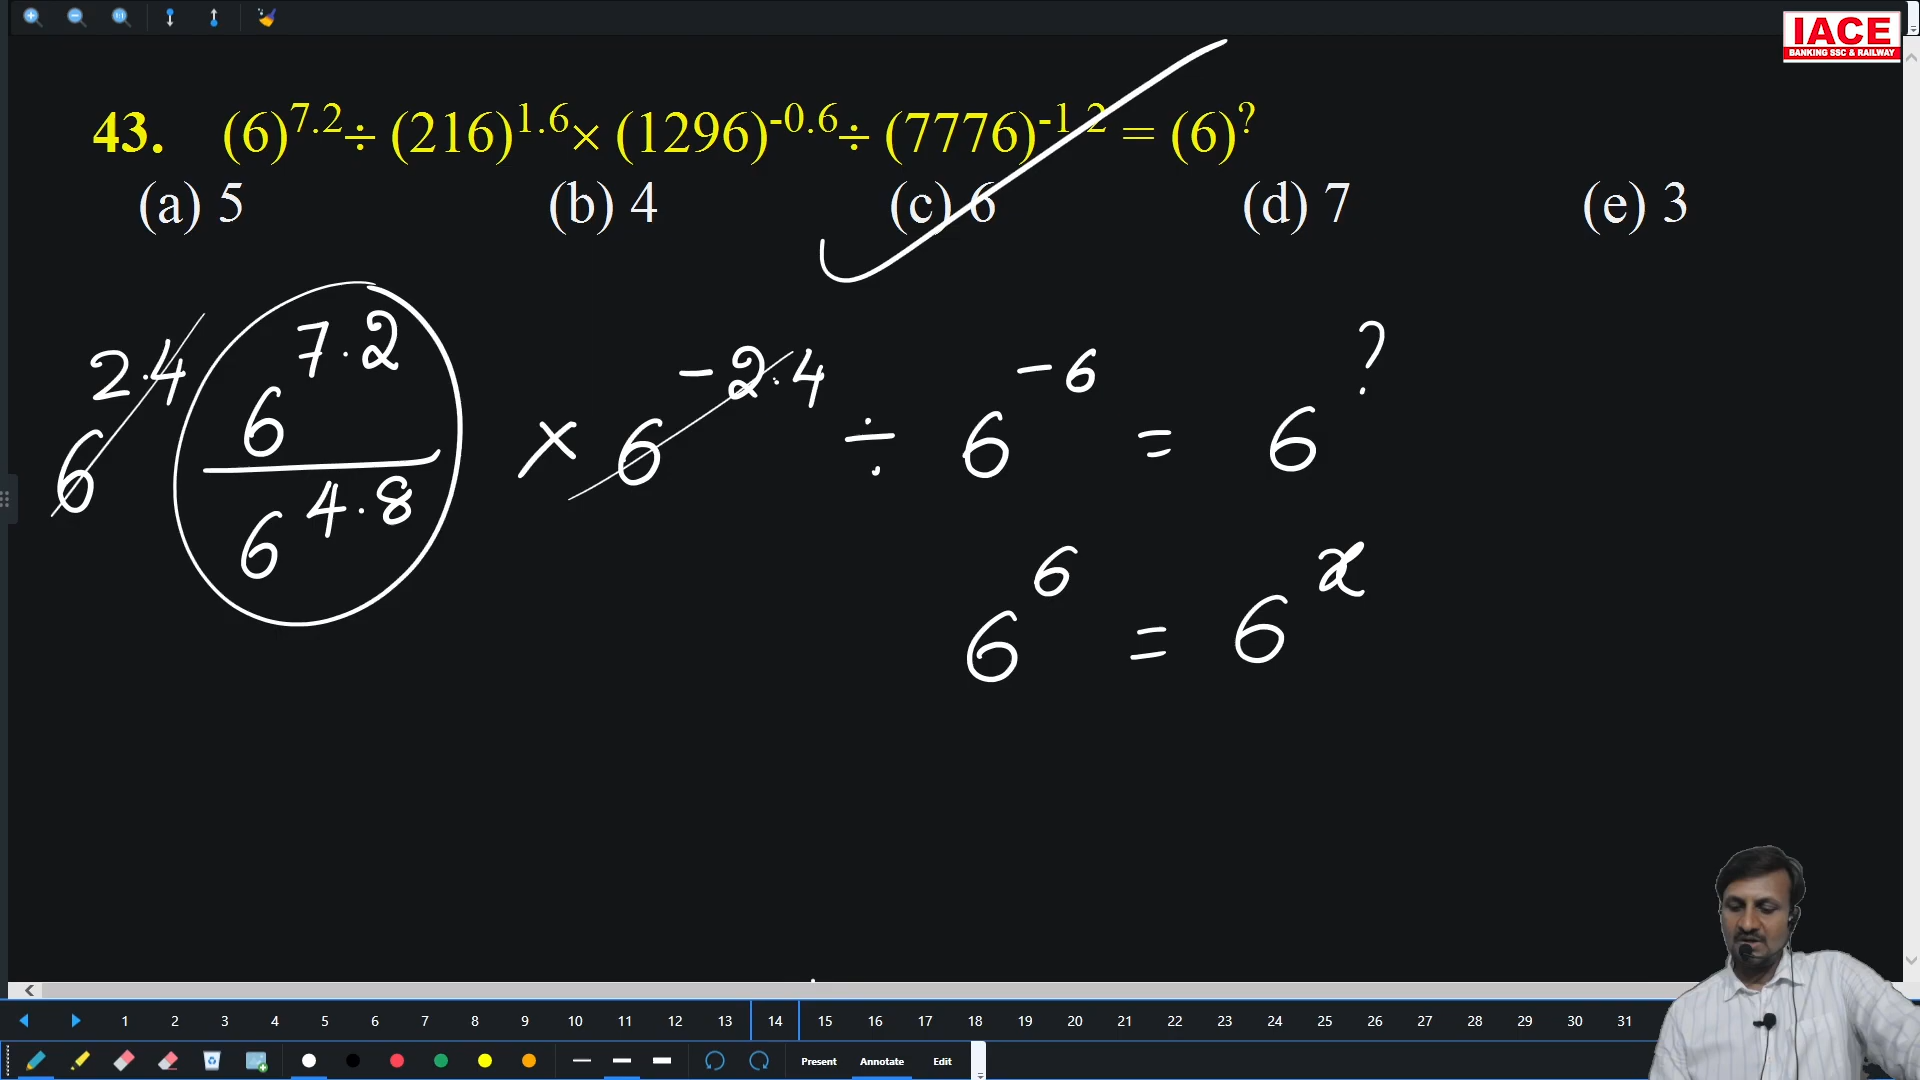 IACE
BANKING SSC & RAILWAY
43. (6)^7.2 ÷ (216)^1.6 × (1296)^-0.6 ÷ (7776)^-1.2 = (6)^?
(a) 5 (b) 4 (c) 6 (d) 7 (e) 3
6^2.4 6^7.2 / 6^4.8 × 6^-2.4 ÷ 6^-6 = 6^?
6^6 = 6^x
1 2 3 4 5 6 7 8 9 10 11 12 13 14 15 16 17 18 19 20 21 22 23 24 25 26 27 28 29 30 31
Present Annotate Edit